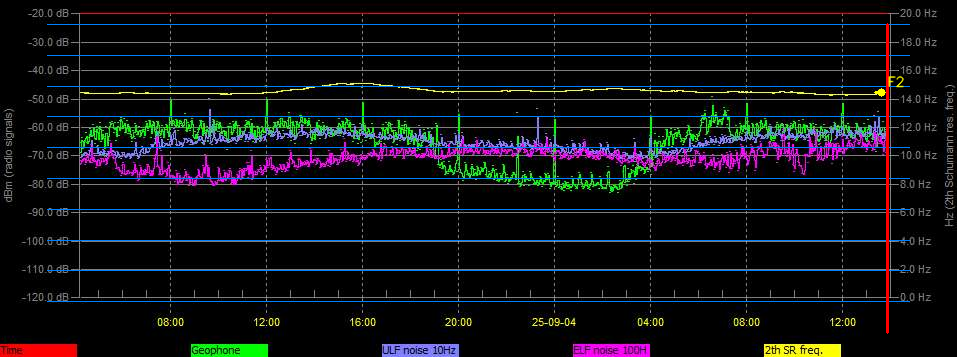 -20.0 dB 20.0 Hz
-30.0 dB 18.0 Hz
-40.0 dB 16.0 Hz
F2
-50.0 dB 14.0 Hz
-60.0 dB 12.0 Hz
-70.0 dB 10.0 Hz
-80.0 dB 8.0 Hz
-90.0 dB 6.0 Hz
-100.0 dB 4.0 Hz
-110.0 dB 2.0 Hz
-120.0 dB 0.0 Hz
dBm (radio signals)
Hz (2th Schumann res. freq.)
08:00 12:00 16:00 20:00 25-09-04 04:00 08:00 12:00
Time Geophone ULF noise 10Hz ELF noise 100H 2th SR freq.